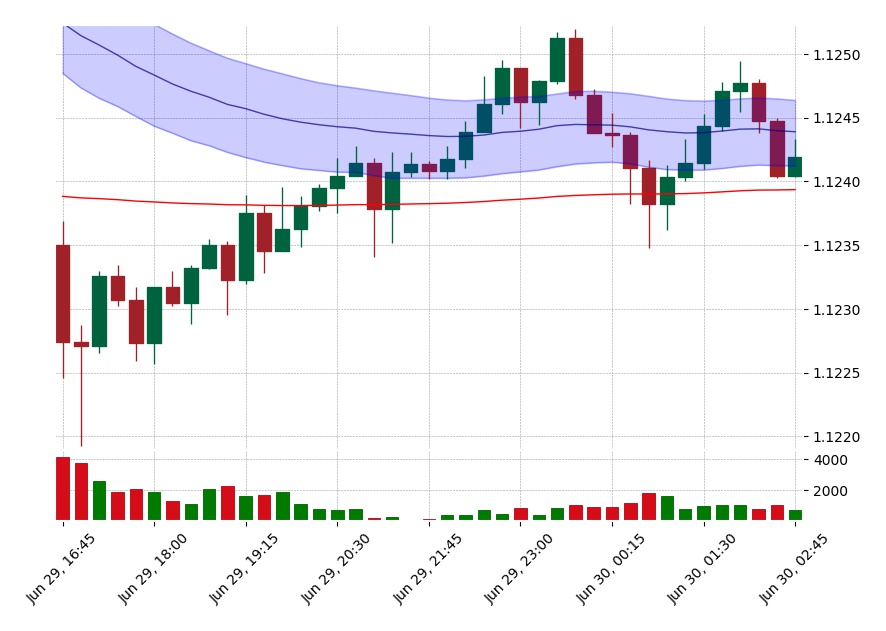 1.1250
1.1245
1.1240
1.1235
1.1230
1.1225
1.1220
4000
2000
Jun 29, 16:45
Jun 29, 18:00
Jun 29, 19:15
Jun 29, 20:30
Jun 29, 21:45
Jun 29, 23:00
Jun 30, 00:15
Jun 30, 01:30
Jun 30, 02:45